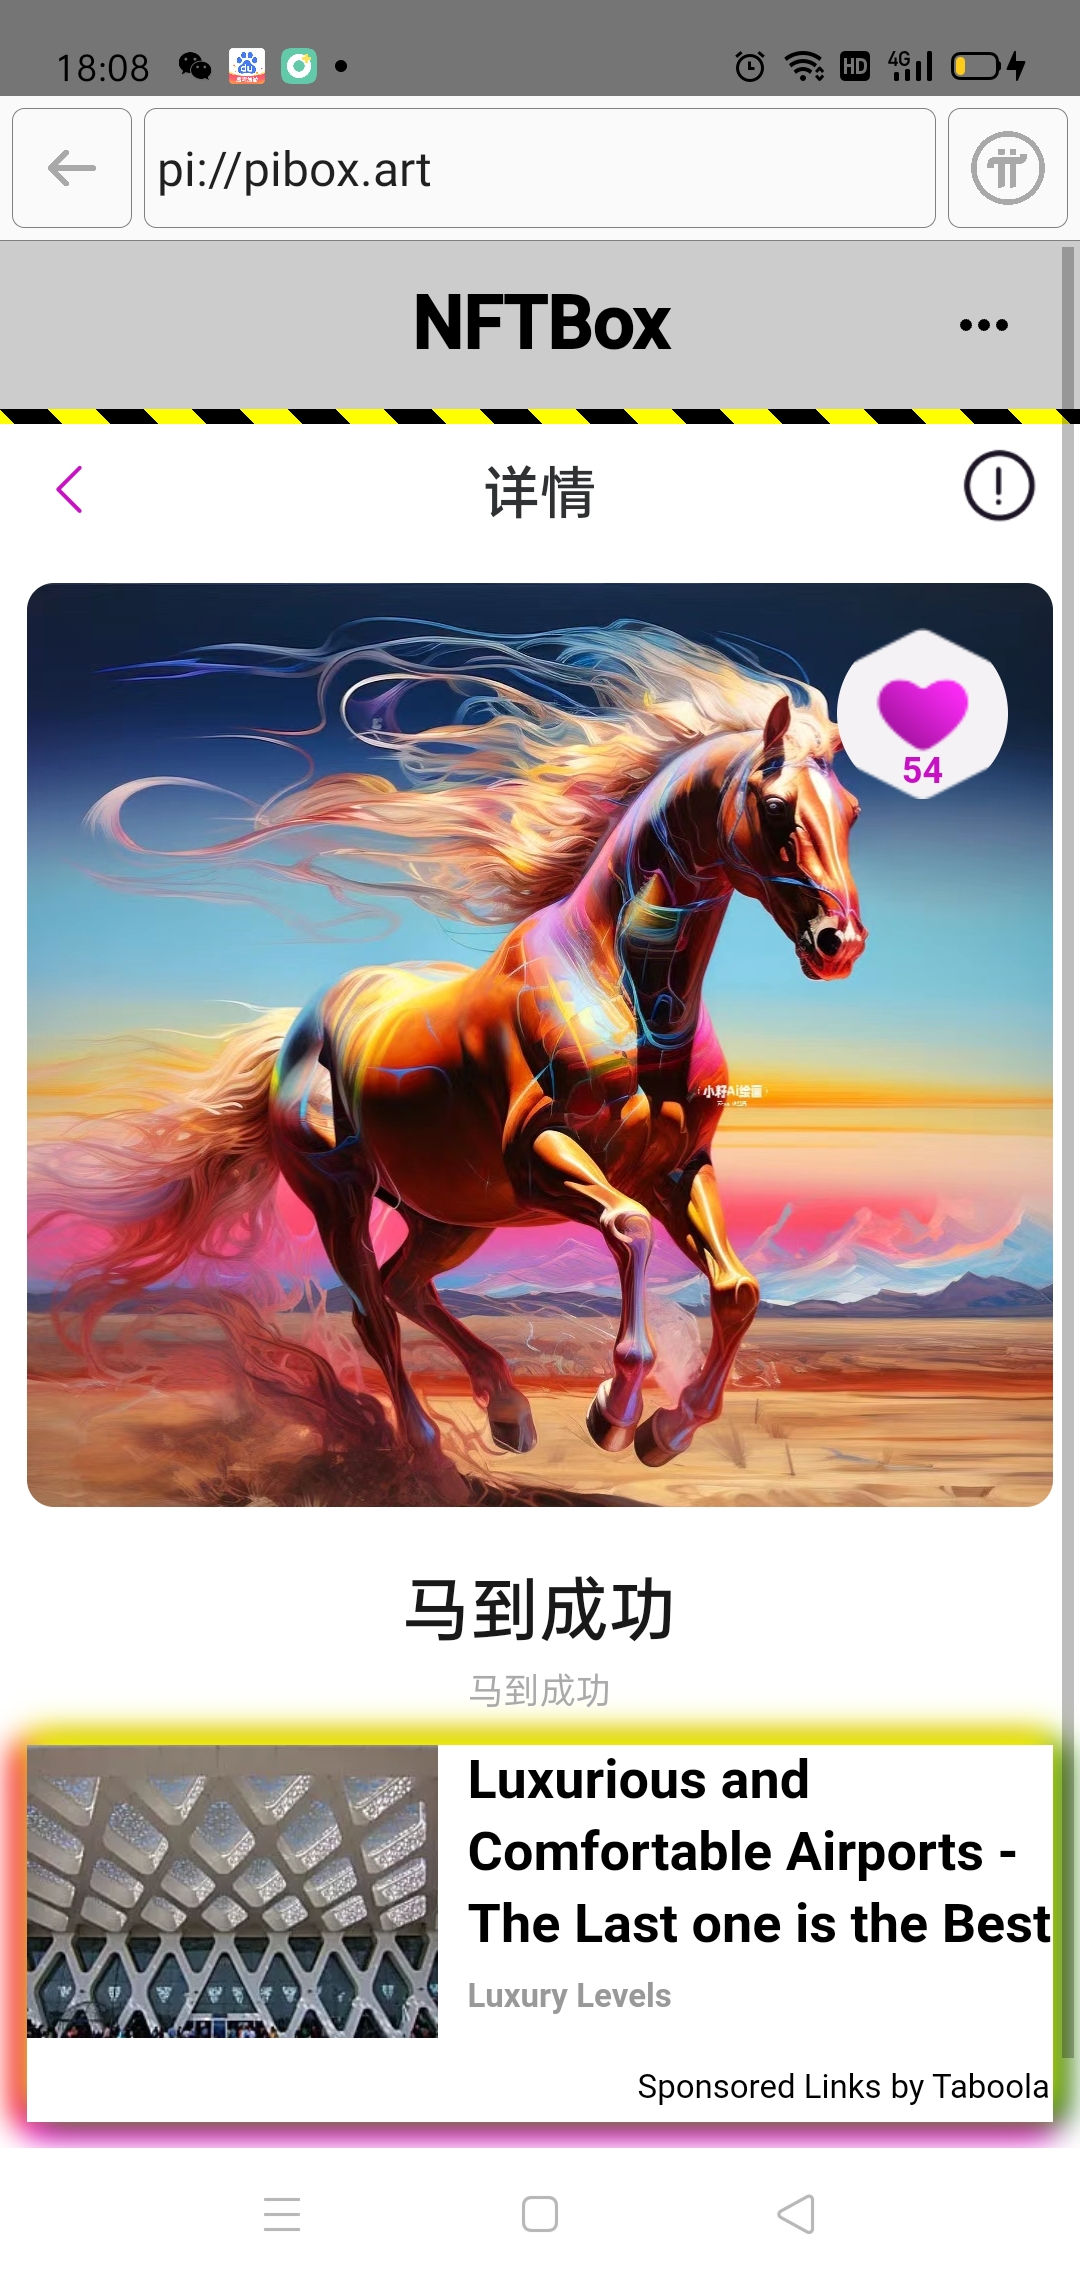 18:08
HD
4G
pi://pibox.art
NFTBox
详情
54
小籽Ai绘画
马到成功
马到成功
Luxurious and
Comfortable Airports -
The Last one is the Best
Luxury Levels
Sponsored Links by Taboola